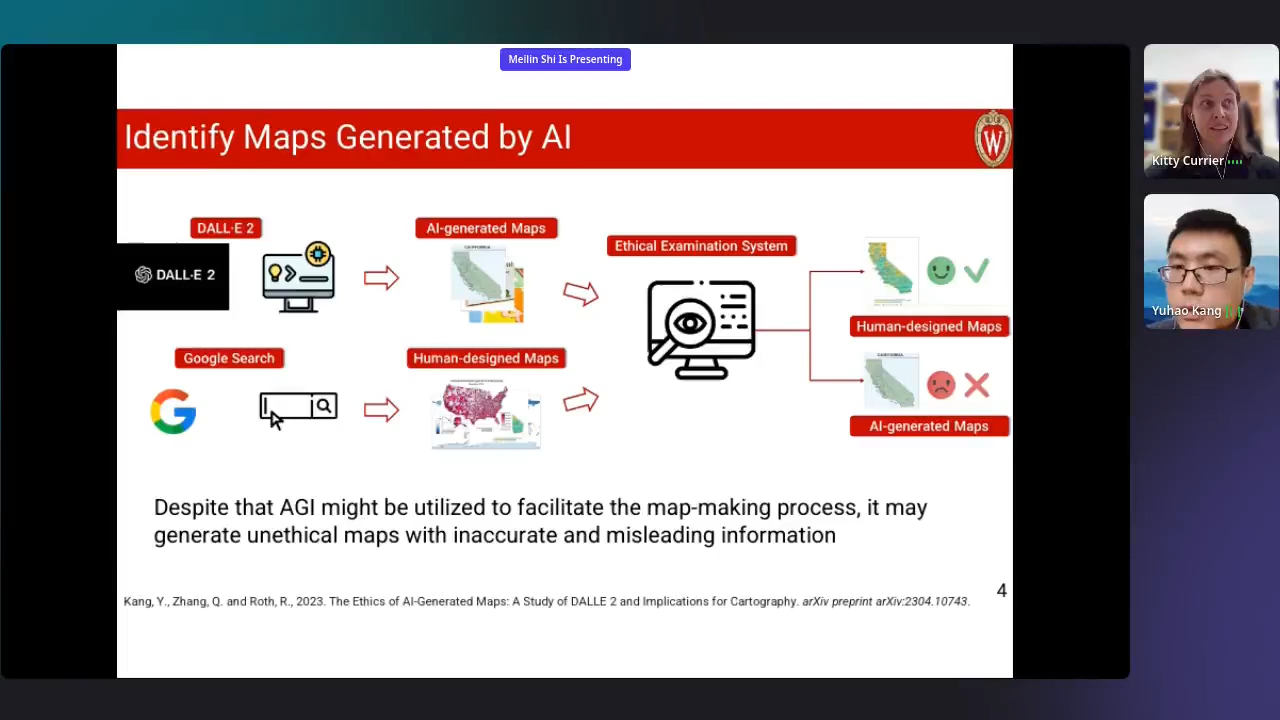 Meilin Shi Is Presenting
Identify Maps Generated by AI
W
DALL·E 2
AI-generated Maps
Ethical Examination System
DALL·E 2
CALIFORNIA
Human-designed Maps
Google Search
Human-designed Maps
CALIFORNIA
G
AI-generated Maps
Despite that AGI might be utilized to facilitate the map-making process, it may
generate unethical maps with inaccurate and misleading information
4
Kang, Y., Zhang, Q. and Roth, R., 2023. The Ethics of AI-Generated Maps: A Study of DALLE 2 and Implications for Cartography. arXiv preprint arXiv:2304.10743.
Kitty Currier
Yuhao Kang